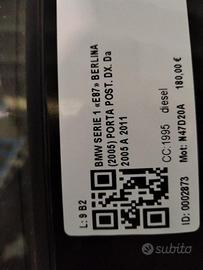 BMW SERIE 1 «E87» BERLINA
(2005) PORTA POST. DX. Da
2005 A 2011
L: 9 B2
180,00 €
CC:1995 diesel
Mot: N47D20A
ID: 0002873
subito